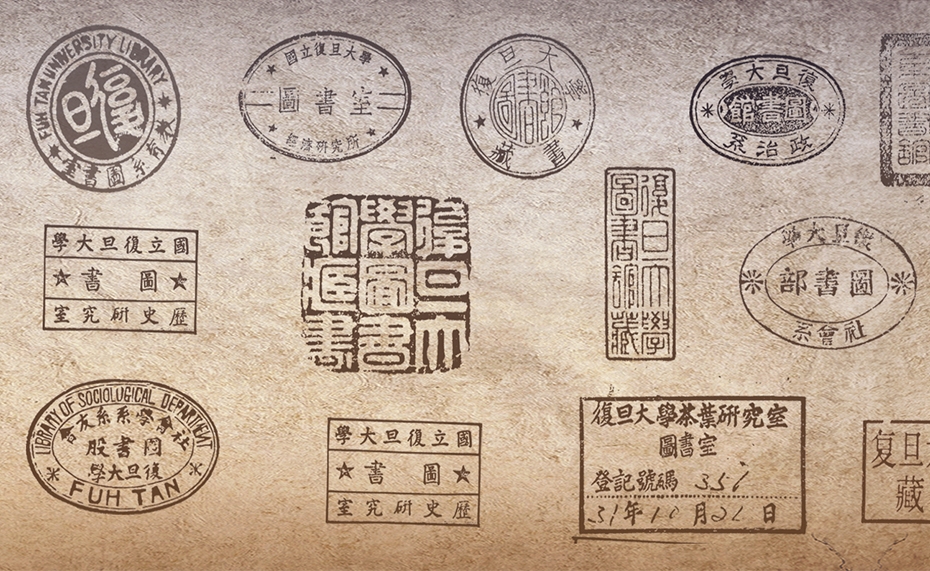 FUH TAN UNIVERSITY LIBRARY
復旦
教育系圖書室
國立復旦大學
圖書室
經濟研究所
復旦大學
圖書館
藏書
復旦大學
圖書館
政治系
國立復旦大學
圖書
歷史研究室
復旦大
學圖書
館
書
復旦大學
圖書館藏
復旦大學
圖書部
社會系
LIBRARY OF SOCIOLOGICAL DEPARTMENT
社會學系系友會
圖書股
復旦大學
FUH TAN
國立復旦大學
圖書
歷史研究室
復旦大學茶葉研究室
圖書室
登記號碼 351
31年10月21日
復旦
藏